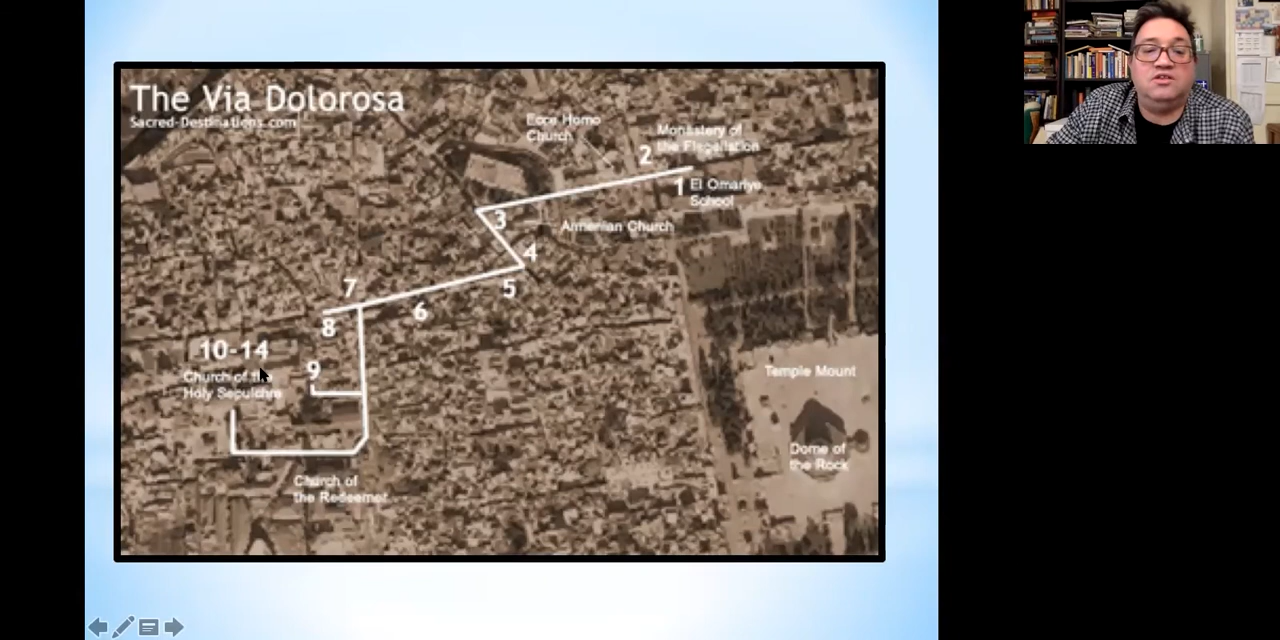 The Via Dolorosa
Sacred-Destinations.com
Ecce Homo
Church
2
Monastery of
the Flagellation
1
El Omariye
School
3
Armenian Church
4
5
6
7
8
9
10-14
Church of the
Holy Sepulchre
Temple Mount
Dome of
the Rock
Church of
the Redeemer